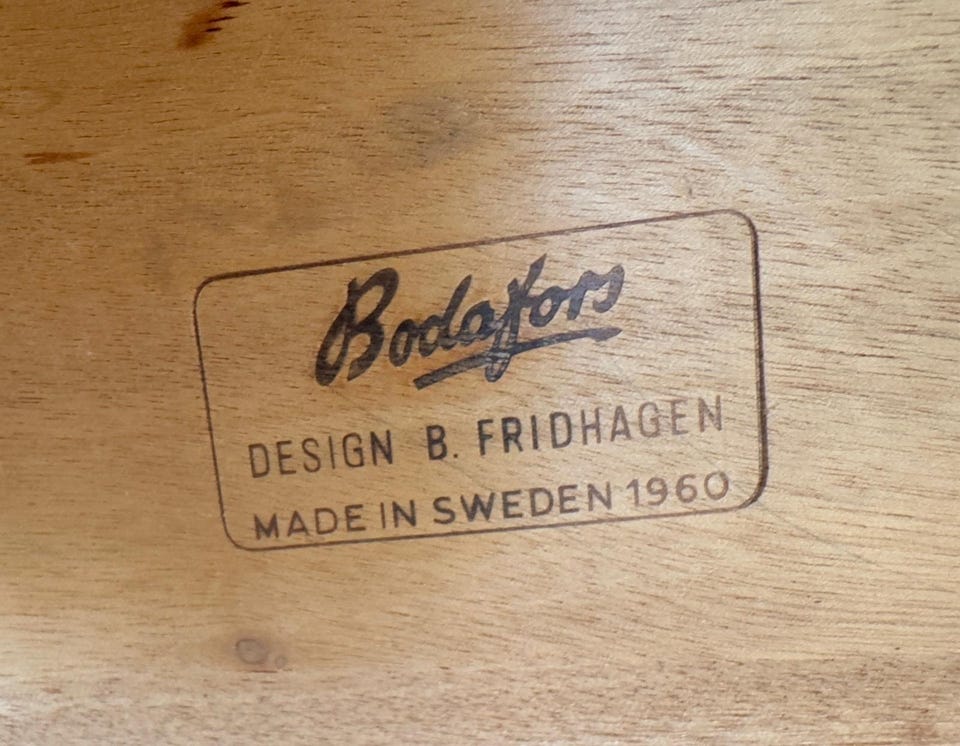 Bodafors
DESIGN B. FRIDHAGEN
MADE IN SWEDEN 1960